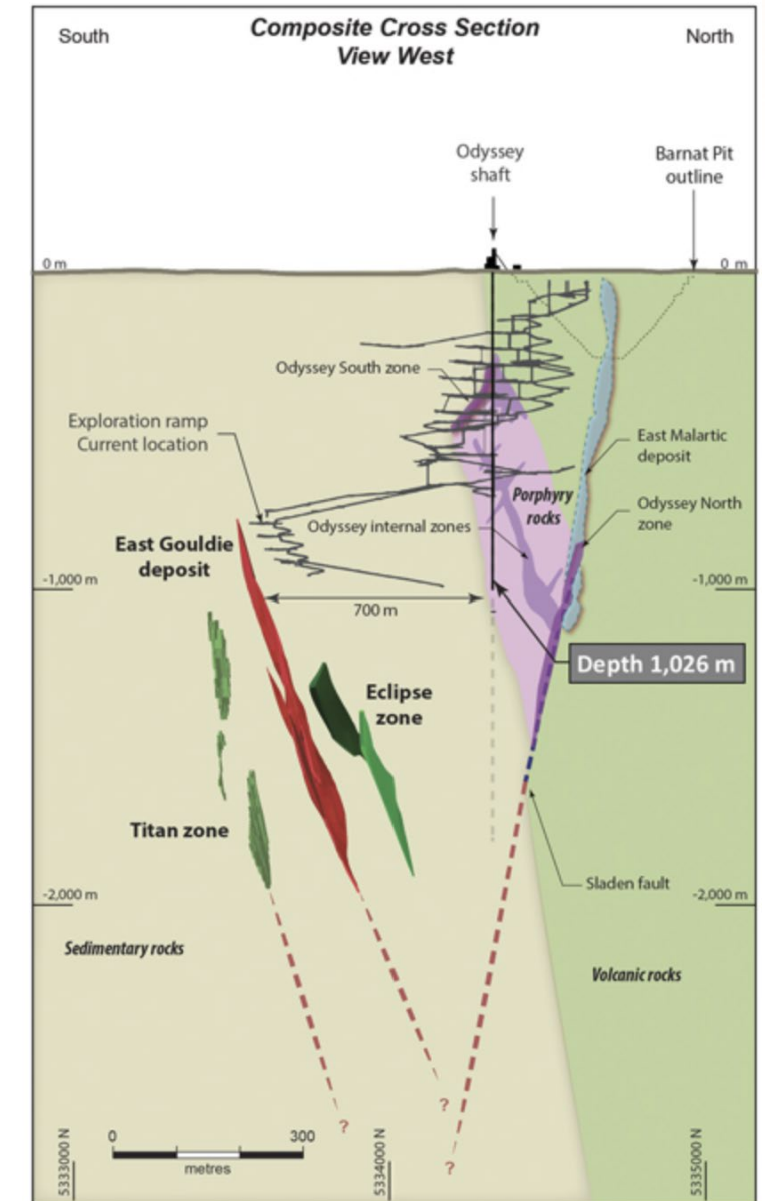 Composite Cross Section
View West
South
North
Odyssey
shaft
Barnat Pit
outline
0 m
0 m
Odyssey South zone
Exploration ramp
Current location
East Malartic
deposit
Porphyry
rocks
Odyssey North
zone
Odyssey internal zones
East Gouldie
deposit
-1,000 m
-1,000 m
700 m
Depth 1,026 m
Eclipse
zone
Titan zone
Sladen fault
-2,000 m
-2,000 m
Sedimentary rocks
Volcanic rocks
?
?
?
0
300
metres
5333000 N
5334000 N
5335000 N